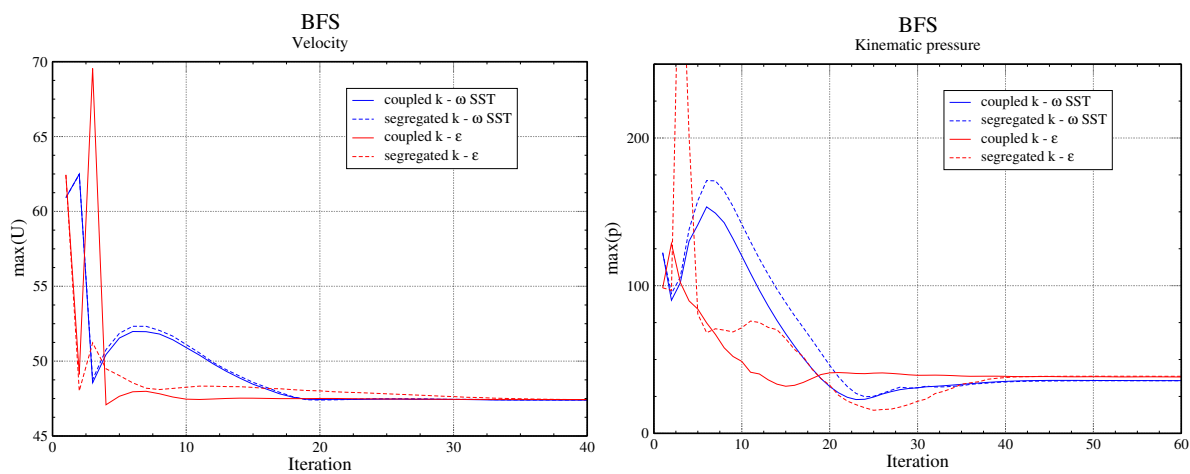 BFS
Velocity
70
65
60
55
50
45
max(U)
coupled k - ω SST
segregated k - ω SST
coupled k - ε
segregated k - ε
0 10 20 30 40
Iteration
BFS
Kinematic pressure
200
100
0
max(p)
coupled k - ω SST
segregated k - ω SST
coupled k - ε
segregated k - ε
0 10 20 30 40 50 60
Iteration